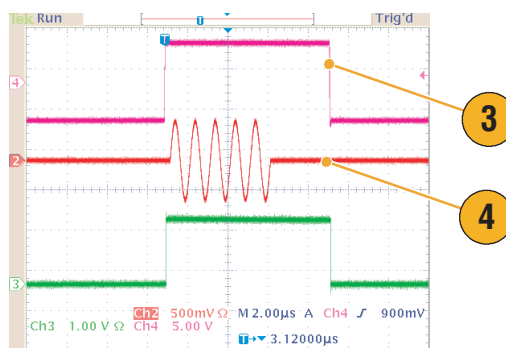 Tek Run Trig'd
T
T
4
3
2
4
3
Ch2 500mV Ω M 2.00µs A Ch4 ƒ 900mV
Ch3 1.00 V Ω Ch4 5.00 V
T→▼ 3.12000µs